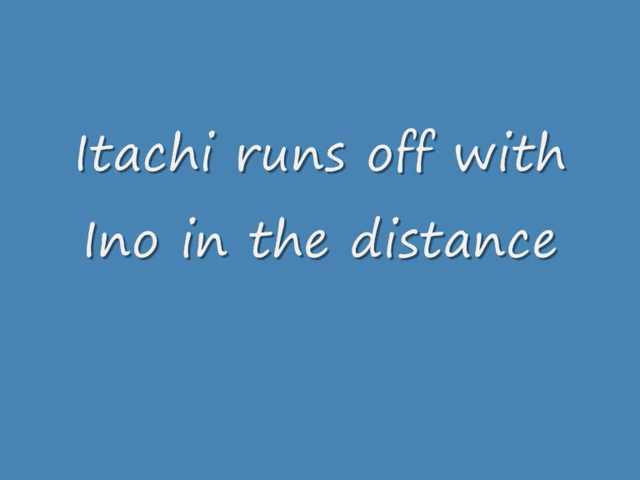 Itachi runs off with
Ino in the distance